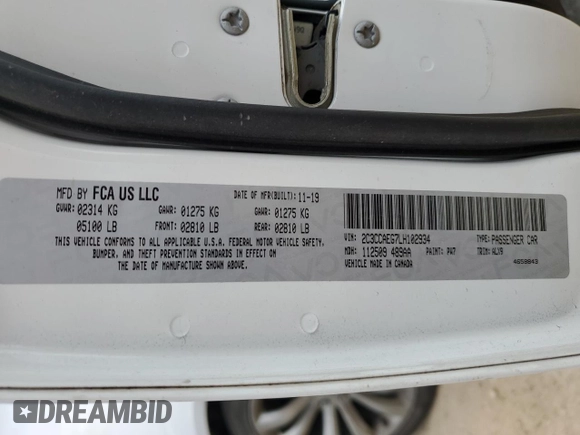 MFD BY FCA US LLC DATE OF MFR(BUILT): 11-19
GVWR: 02314 KG GAWR: 01275 KG GAWR: 01275 KG
05100 LB FRONT: 02810 LB REAR: 02810 LB
THIS VEHICLE CONFORMS TO ALL APPLICABLE FEDERAL MOTOR VEHICLE SAFETY,
BUMPER, AND THEFT PREVENTION STANDARDS IN EFFECT
ON THE DATE OF MANUFACTURE SHOWN ABOVE.
VIN: 2C3CCAEG7LH102934 TYPE: PASSENGER CAR
MDH: 112509 489AA PAINT: PW7 TRIM: ALX9
VEHICLE MADE IN CANADA 4650843
DREAMBID